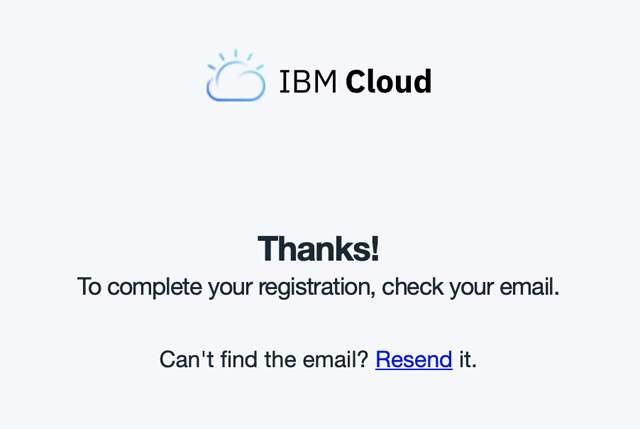 IBM Cloud
Thanks!
To complete your registration, check your email.
Can't find the email? Resend it.